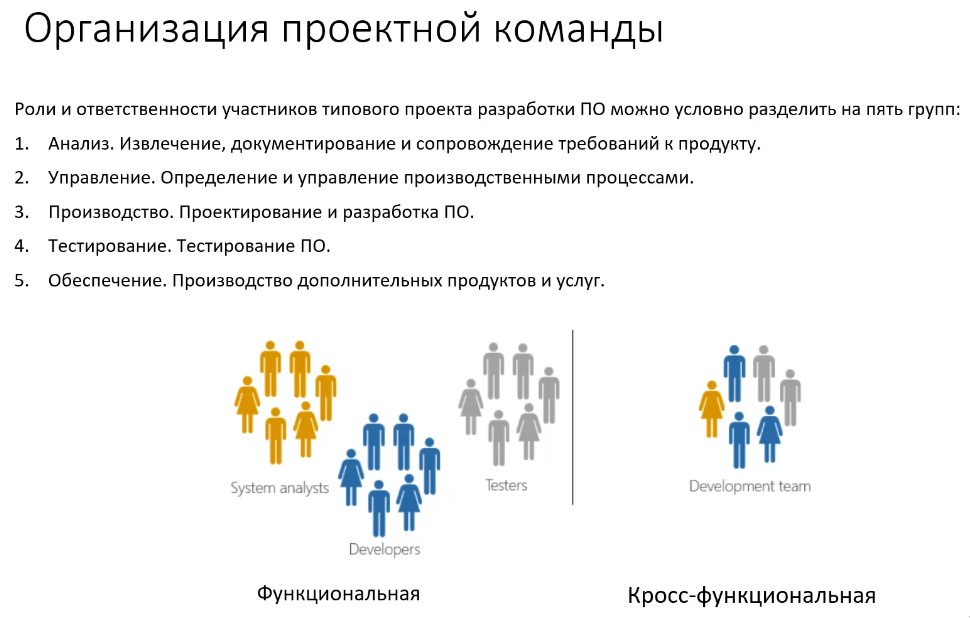 Организация проектной команды
Роли и ответственности участников типового проекта разработки ПО можно условно разделить на пять групп:
1. Анализ. Извлечение, документирование и сопровождение требований к продукту.
2. Управление. Определение и управление производственными процессами.
3. Производство. Проектирование и разработка ПО.
4. Тестирование. Тестирование ПО.
5. Обеспечение. Производство дополнительных продуктов и услуг.
System analysts
Developers
Testers
Development team
Функциональная
Кросс-функциональная